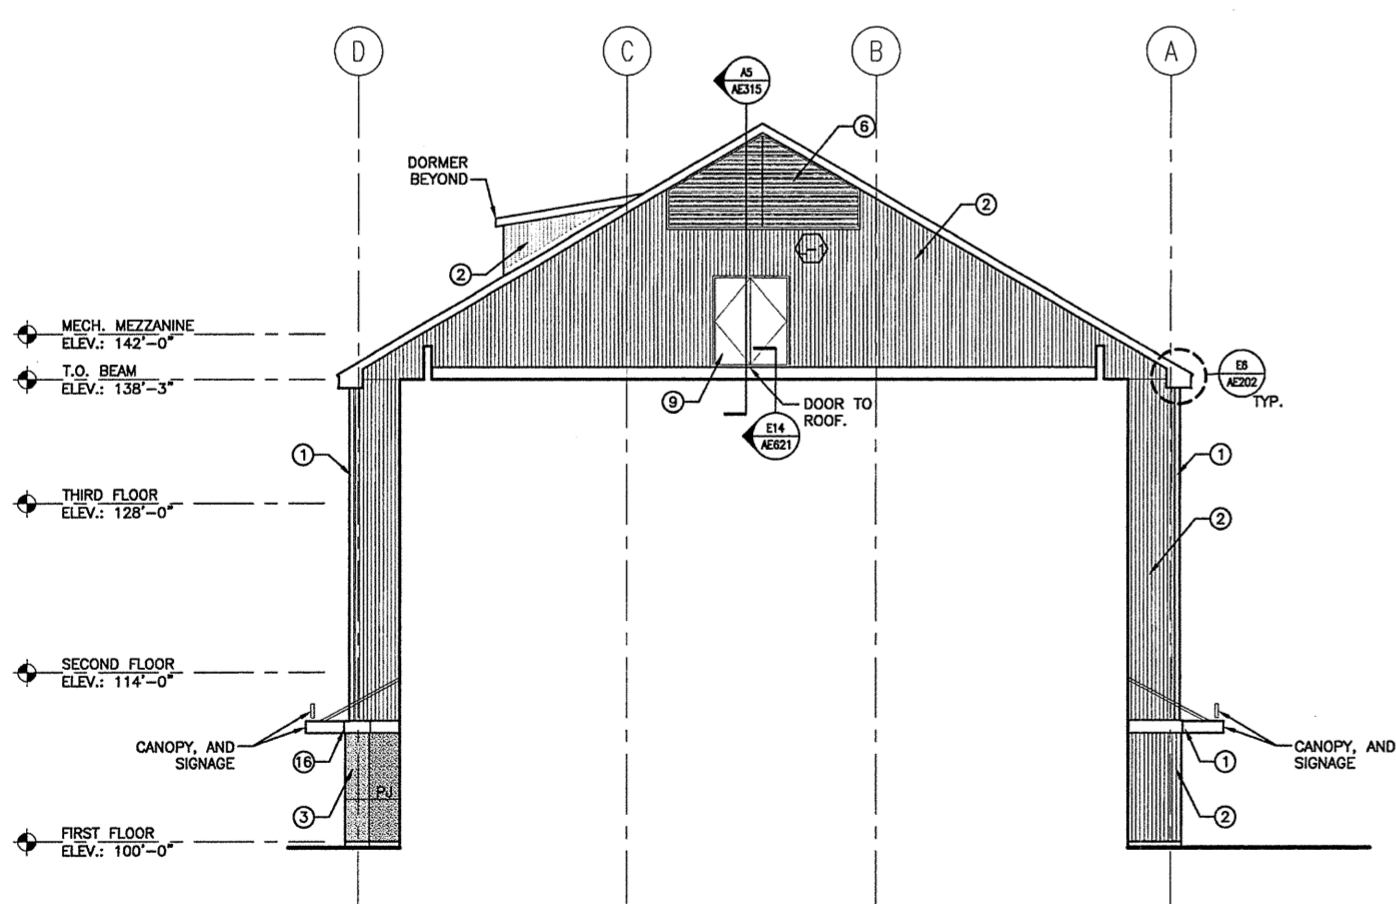 D
C
B
A
A5
AE315
6
DORMER
BEYOND
2
2
L-1
MECH. MEZZANINE
ELEV.: 142'-0"
T.O. BEAM
ELEV.: 138'-3"
E6
AE202
TYP.
9
DOOR TO
ROOF.
E14
AE621
1
1
THIRD FLOOR
ELEV.: 128'-0"
2
SECOND FLOOR
ELEV.: 114'-0"
CANOPY, AND
SIGNAGE
16
CANOPY, AND
SIGNAGE
1
PJ
3
2
FIRST FLOOR
ELEV.: 100'-0"